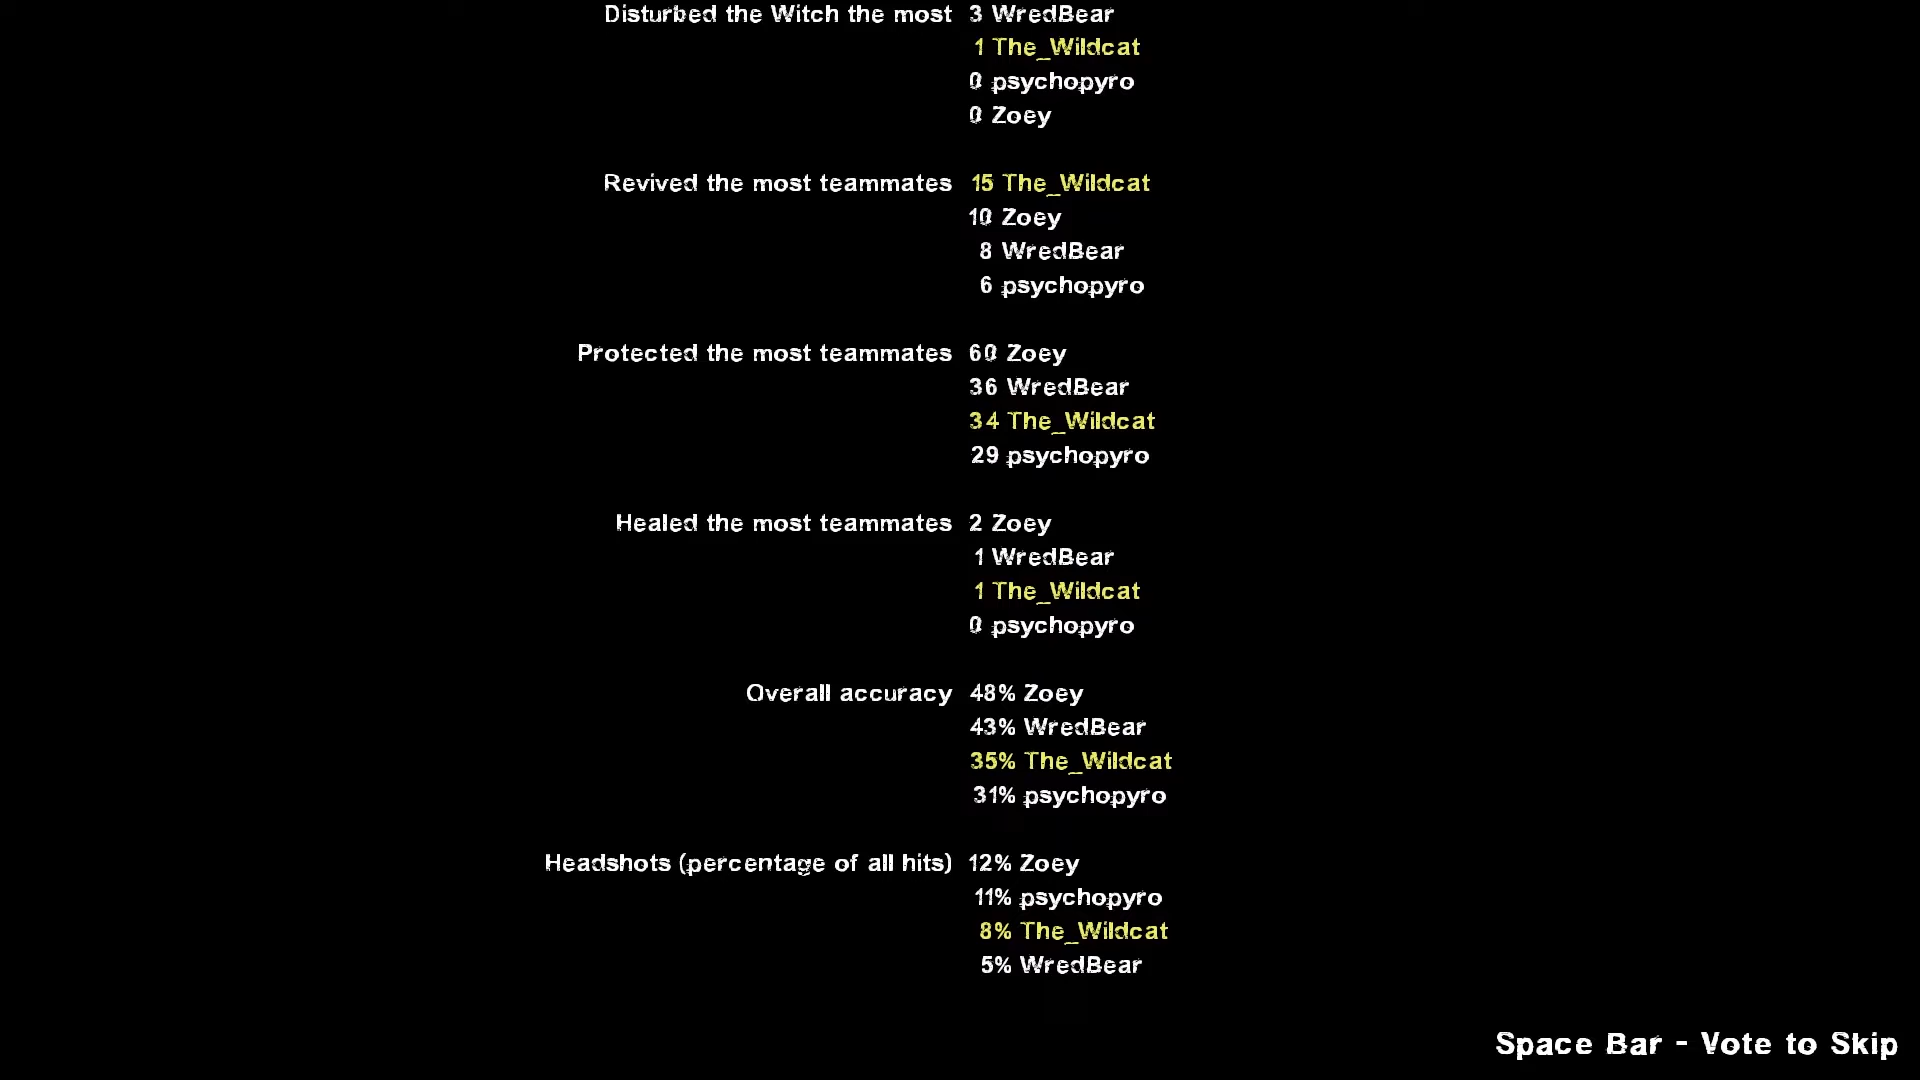 Disturbed the Witch the most 3 WredBear
1 The_Wildcat
0 psychopyro
0 Zoey
Revived the most teammates 15 The_Wildcat
10 Zoey
8 WredBear
6 psychopyro
Protected the most teammates 60 Zoey
36 WredBear
34 The_Wildcat
29 psychopyro
Healed the most teammates 2 Zoey
1 WredBear
1 The_Wildcat
0 psychopyro
Overall accuracy 48% Zoey
43% WredBear
35% The_Wildcat
31% psychopyro
Headshots (percentage of all hits) 12% Zoey
11% psychopyro
8% The_Wildcat
5% WredBear
Space Bar - Vote to Skip